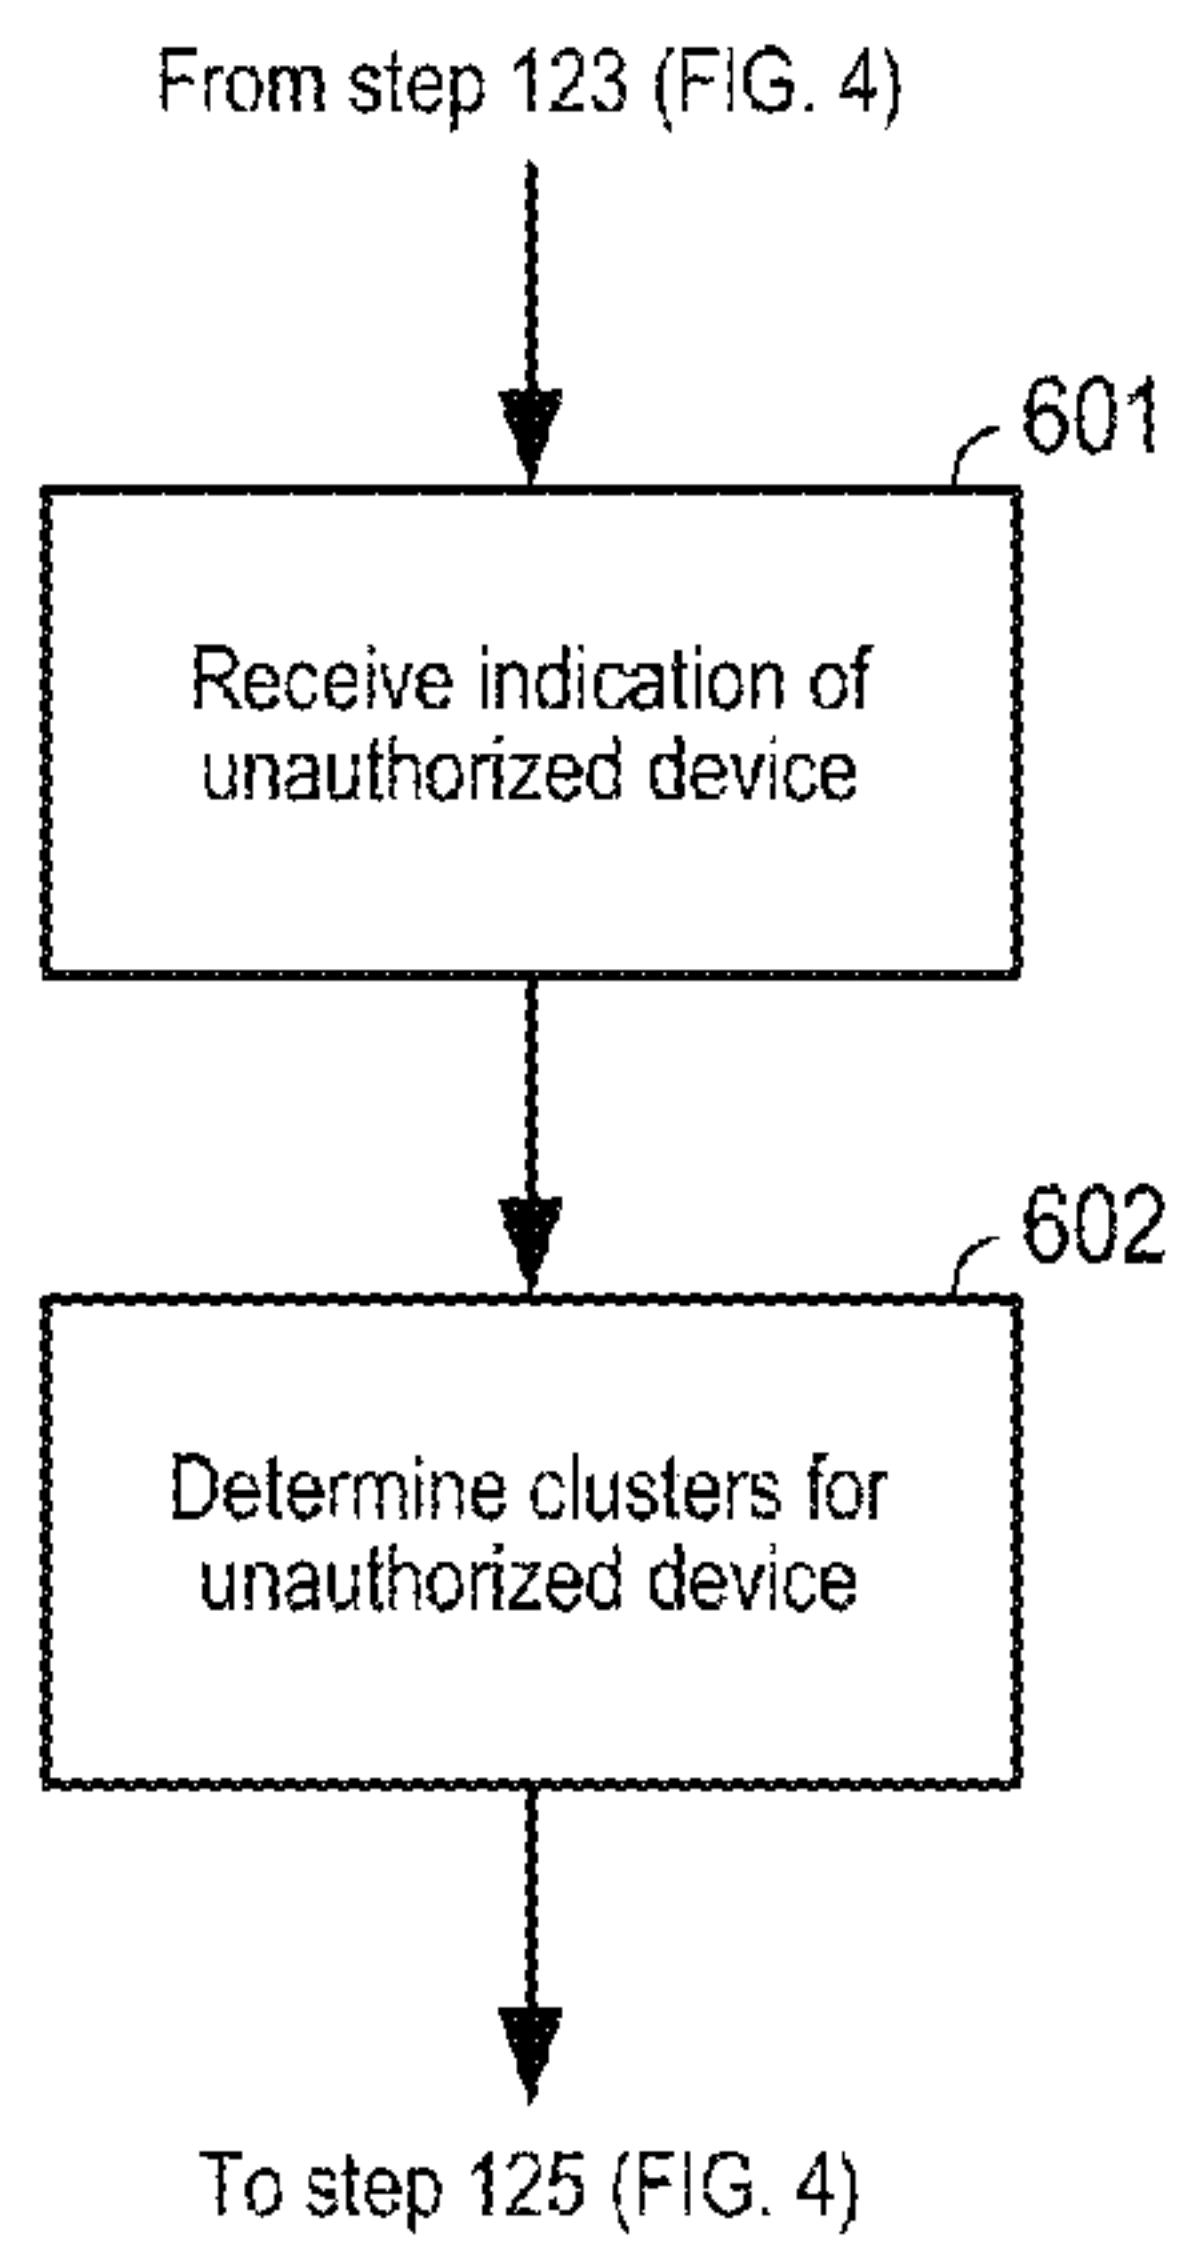 From step 123 (FIG. 4)
601
Receive indication of
unauthorized device
602
Determine clusters for
unauthorized device
To step 125 (FIG. 4)